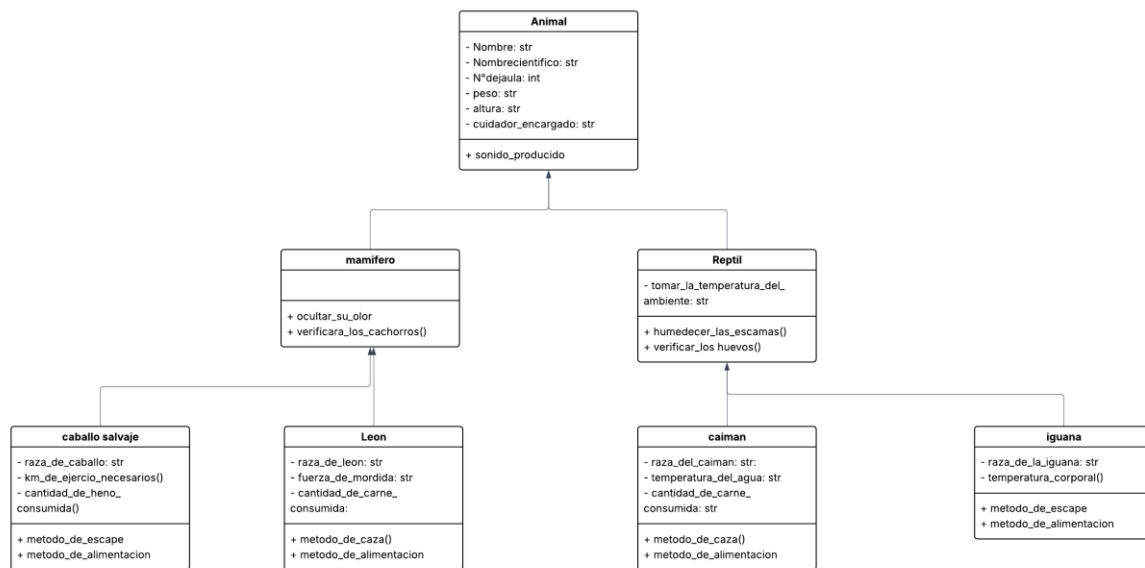 Animal
- Nombre: str
- Nombrecientifico: str
- N°dejaula: int
- peso: str
- altura: str
- cuidador_encargado: str
+ sonido_producido
mamifero
+ ocultar_su_olor
+ verificara_los_cachorros()
Reptil
- tomar_la_temperatura_del_
ambiente: str
+ humedecer_las_escamas()
+ verificar_los huevos()
caballo salvaje
- raza_de_caballo: str
- km_de_ejercio_necesarios()
- cantidad_de_heno_
consumida()
+ metodo_de_escape
+ metodo_de_alimentacion
Leon
- raza_de_leon: str
- fuerza_de_mordida: str
- cantidad_de_carne_
consumida:
+ metodo_de_caza()
+ metodo_de_alimentacion
caiman
- raza_del_caiman: str:
- temperatura_del_agua: str
- cantidad_de_carne_
consumida: str
+ metodo_de_caza()
+ metodo_de_alimentacion
iguana
- raza_de_la_iguana: str
- temperatura_corporal()
+ metodo_de_escape
+ metodo_de_alimentacion